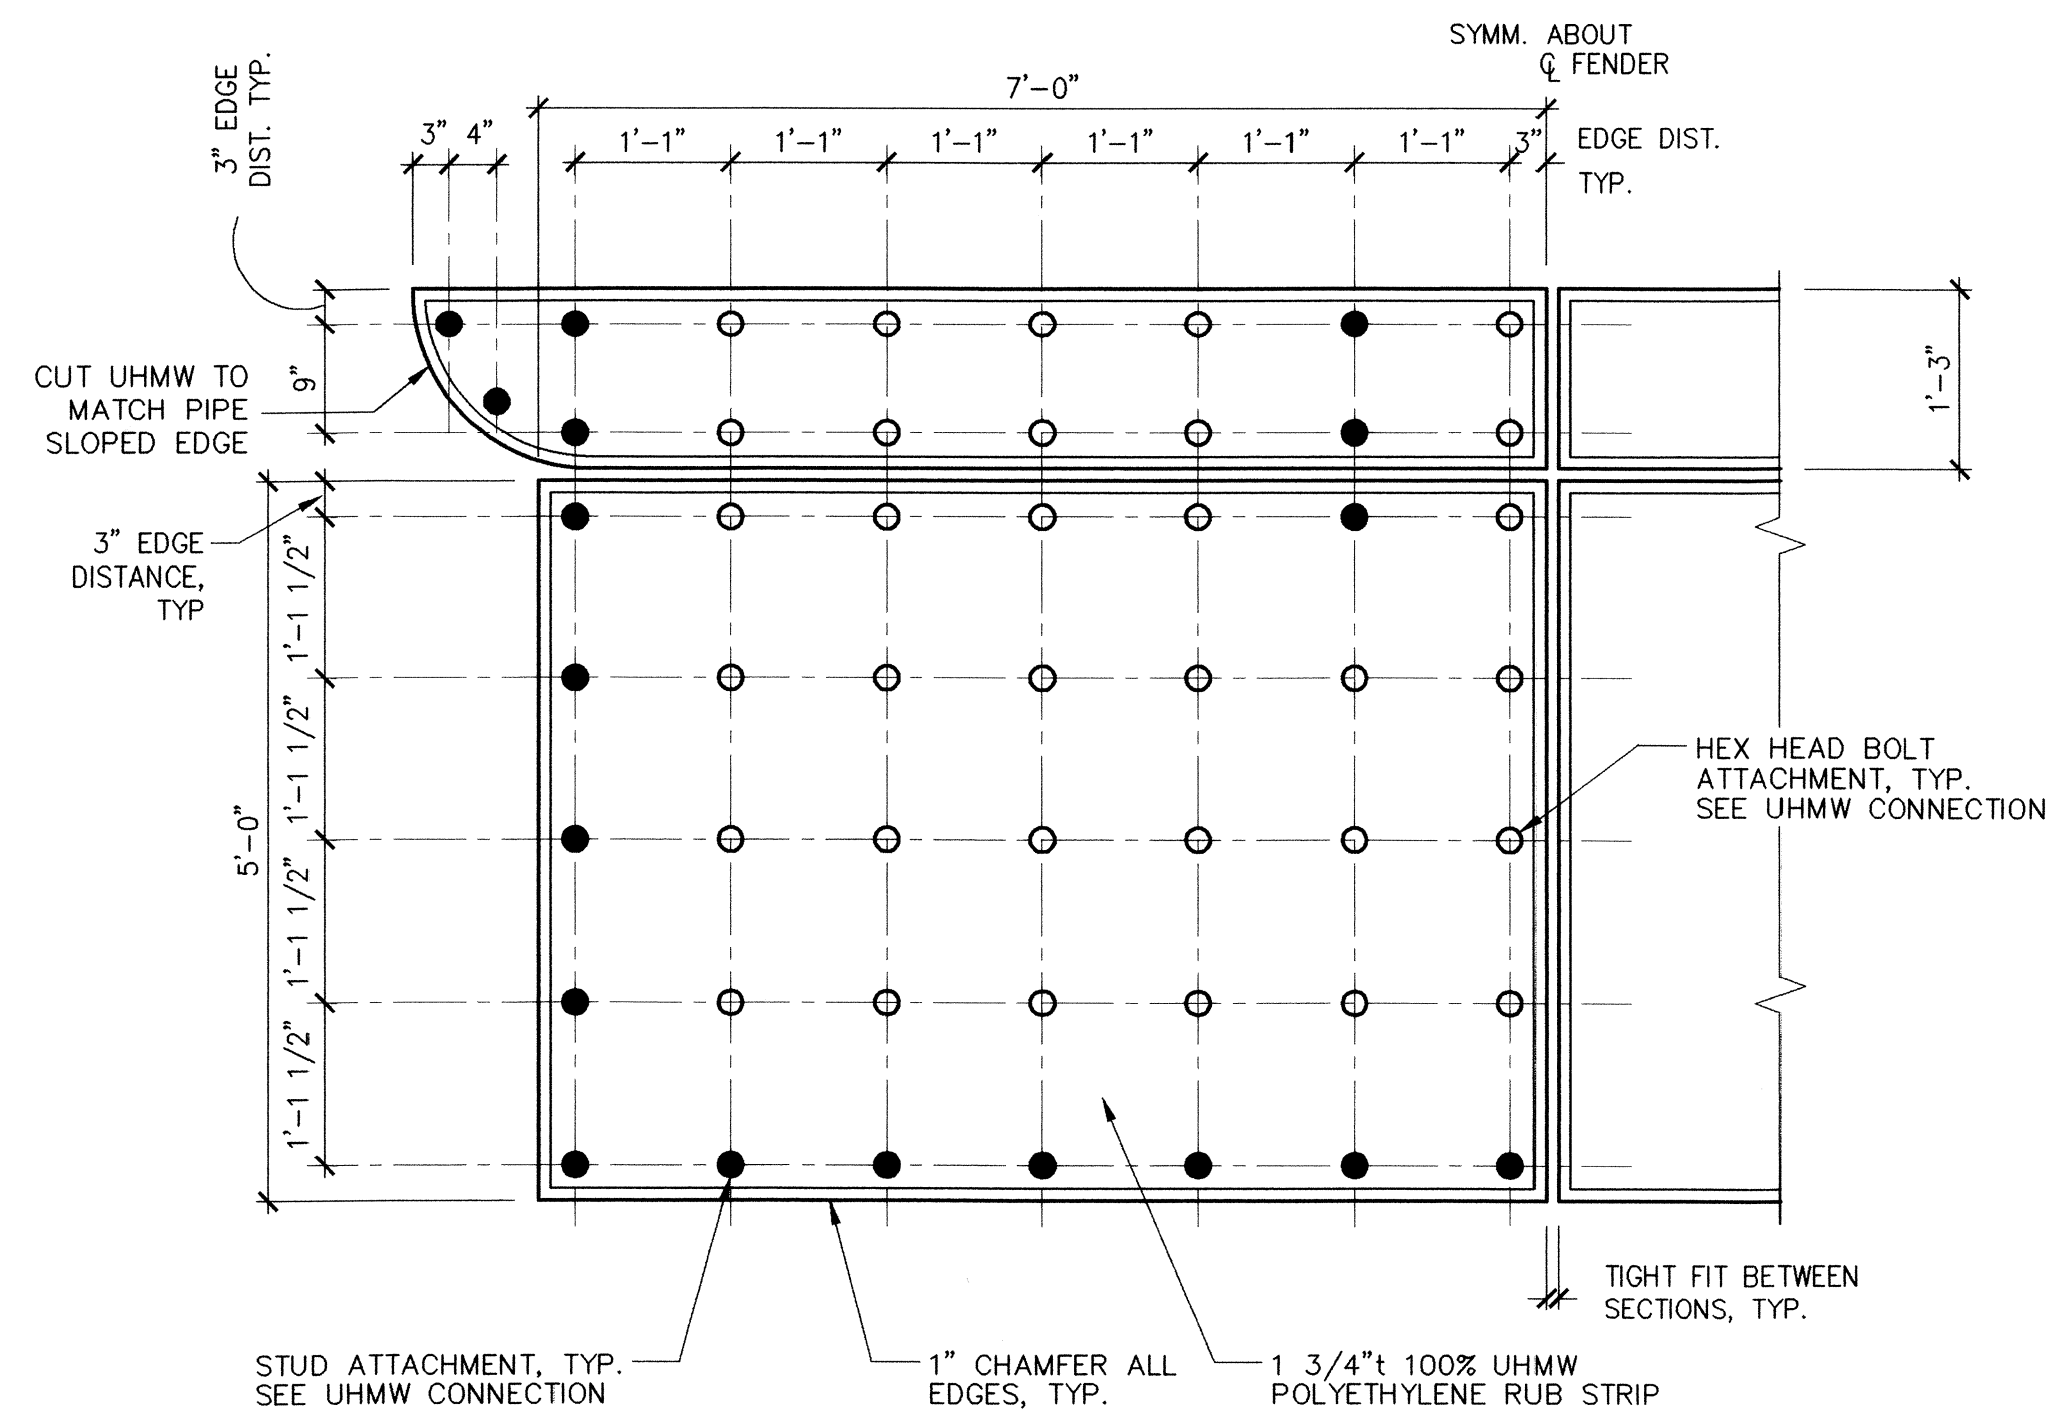 SYMM. ABOUT
℄ FENDER
7'-0"
3" EDGE
DIST. TYP.
3" 4"
1'-1" 1'-1" 1'-1" 1'-1" 1'-1" 1'-1" 3"
EDGE DIST.
TYP.
9"
CUT UHMW TO
MATCH PIPE
SLOPED EDGE
1'-3"
3" EDGE
DISTANCE,
TYP
1'-1 1/2"
1'-1 1/2"
1'-1 1/2"
1'-1 1/2"
5'-0"
HEX HEAD BOLT
ATTACHMENT, TYP.
SEE UHMW CONNECTION
TIGHT FIT BETWEEN
SECTIONS, TYP.
STUD ATTACHMENT, TYP.
SEE UHMW CONNECTION
1" CHAMFER ALL
EDGES, TYP.
1 3/4"t 100% UHMW
POLYETHYLENE RUB STRIP